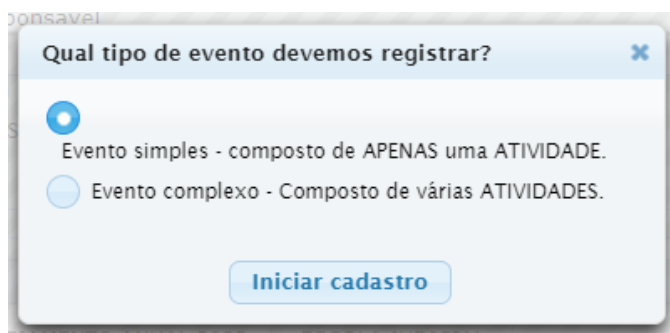 ponsavel
Qual tipo de evento devemos registrar?
Evento simples - composto de APENAS uma ATIVIDADE.
Evento complexo - Composto de várias ATIVIDADES.
Iniciar cadastro